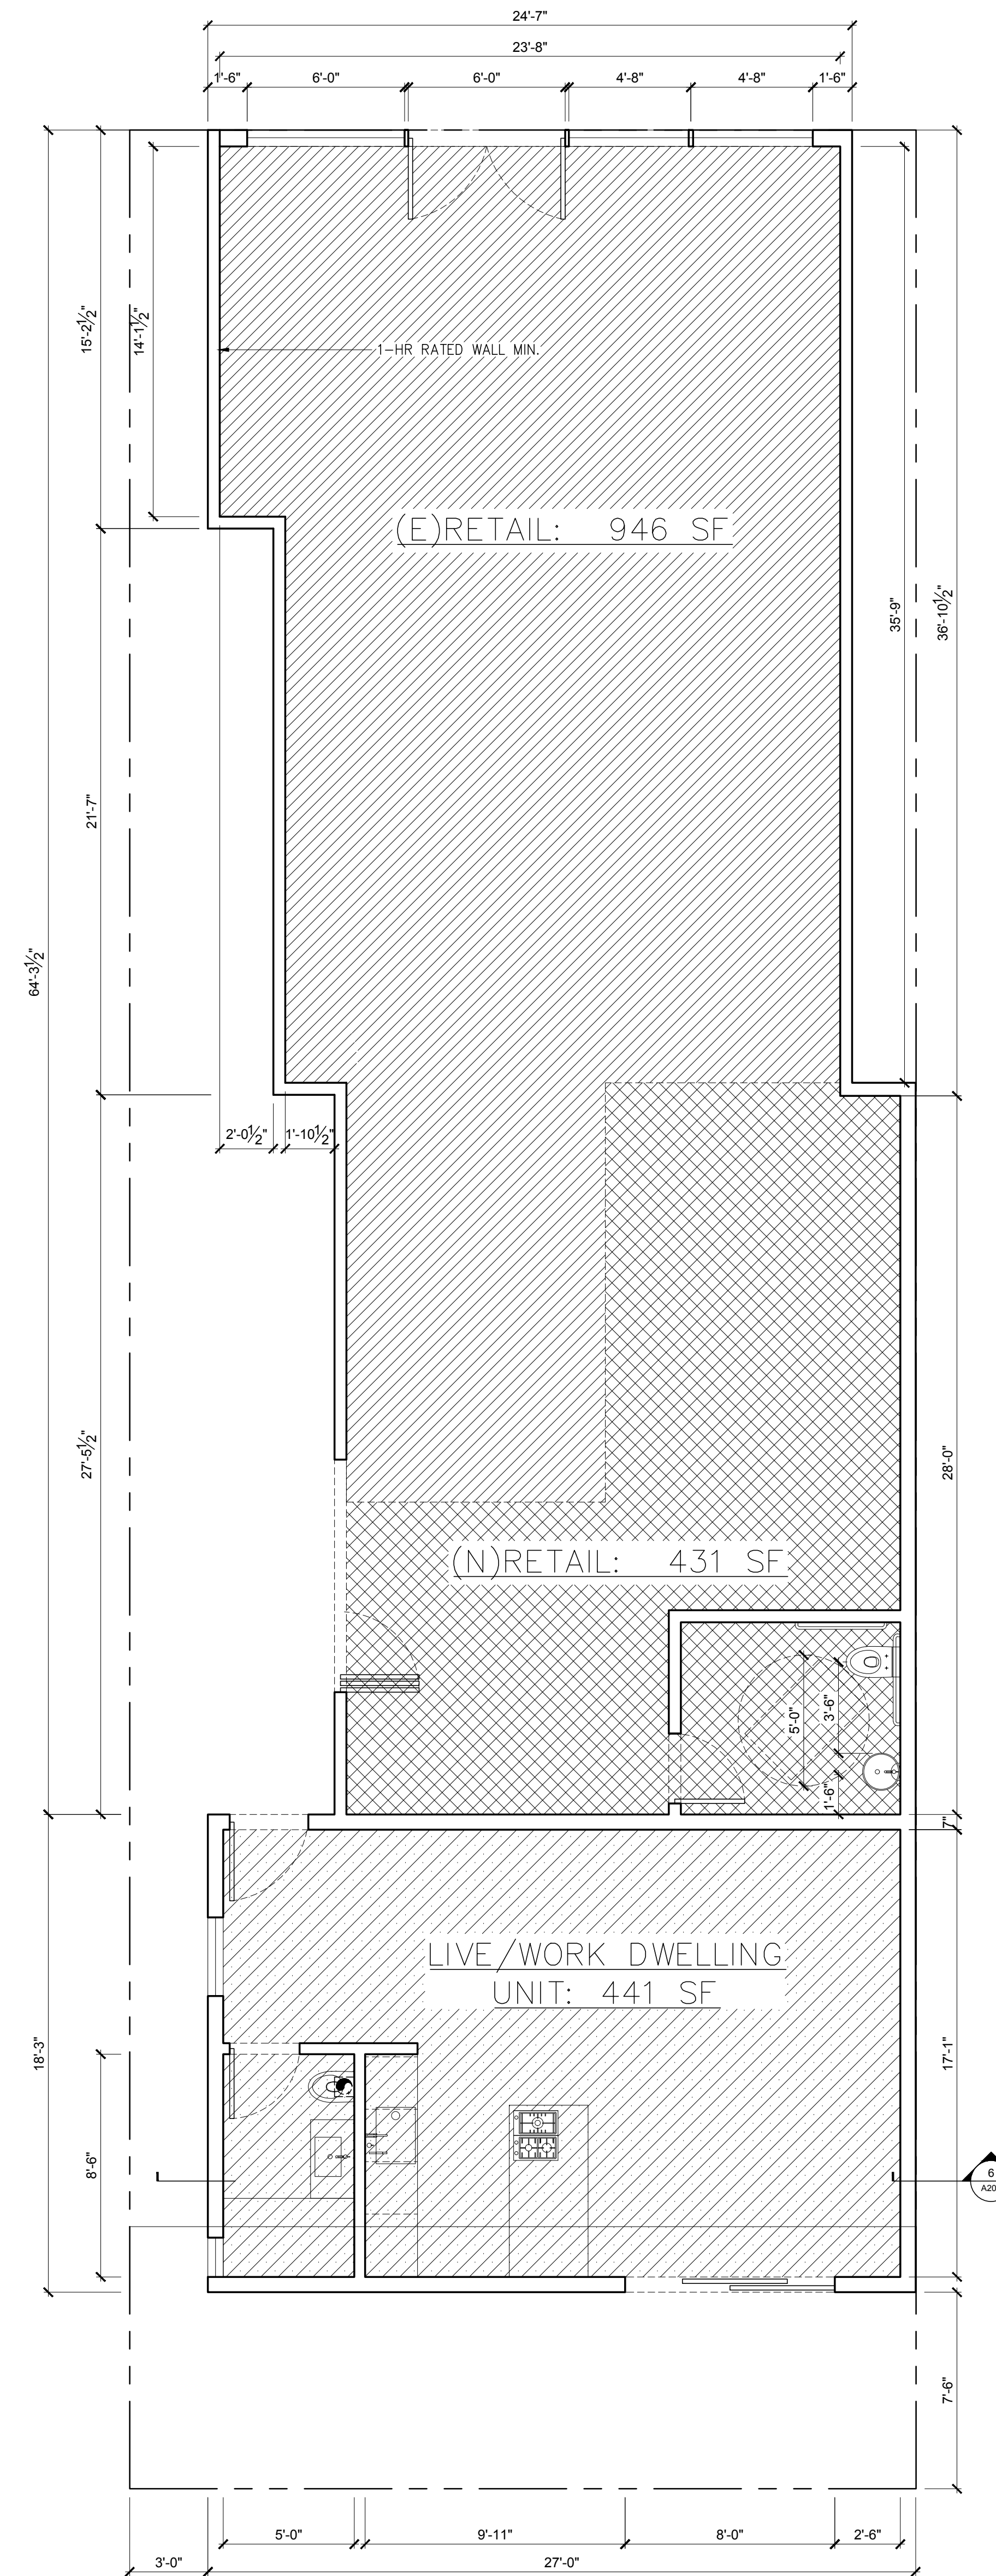 24'-7"
23'-8"
1'-6" 6'-0" 6'-0" 4'-8" 4'-8" 1'-6"
15'-2½"
14'-1½"
1-HR RATED WALL MIN.
(E)RETAIL: 946 SF
35'-9"
36'-10½"
21'-7"
64'-3½"
2'-0½" 1'-10½"
27'-5½"
28'-0"
(N)RETAIL: 431 SF
5'-0"
3'-6"
1'-6"
7"
LIVE/WORK DWELLING
UNIT: 441 SF
18'-3"
17'-1"
8'-6"
6
A20
7'-6"
5'-0" 9'-11" 8'-0" 2'-6"
3'-0" 27'-0"